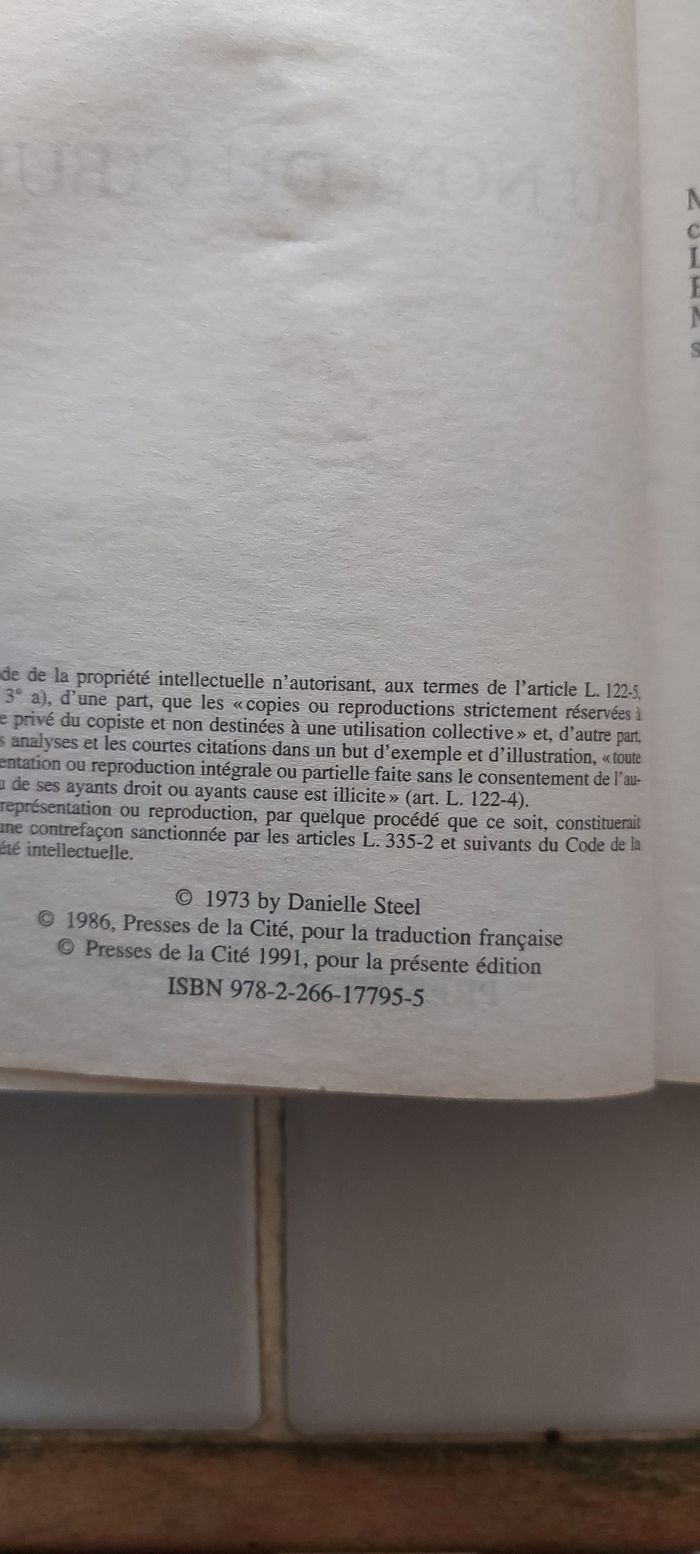 de de la propriété intellectuelle n'autorisant, aux termes de l'article L. 122-5,
3° a), d'une part, que les « copies ou reproductions strictement réservées à
e privé du copiste et non destinées à une utilisation collective » et, d'autre part,
s analyses et les courtes citations dans un but d'exemple et d'illustration, « toute
entation ou reproduction intégrale ou partielle faite sans le consentement de l'au-
u de ses ayants droit ou ayants cause est illicite » (art. L. 122-4).
représentation ou reproduction, par quelque procédé que ce soit, constituerait
une contrefaçon sanctionnée par les articles L. 335-2 et suivants du Code de la
été intellectuelle.
© 1973 by Danielle Steel
© 1986, Presses de la Cité, pour la traduction française
© Presses de la Cité 1991, pour la présente édition
ISBN 978-2-266-17795-5